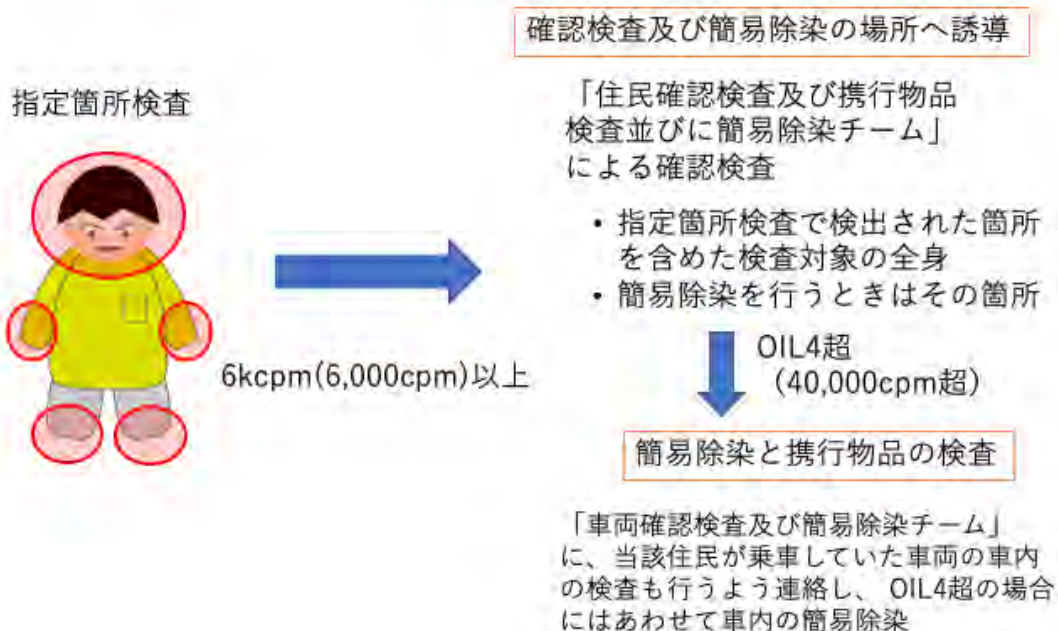 指定箇所検査
6kcpm(6,000cpm)以上
確認検査及び簡易除染の場所へ誘導
「住民確認検査及び携行物品
検査並びに簡易除染チーム」
による確認検査
• 指定箇所検査で検出された箇所
を含めた検査対象の全身
• 簡易除染を行うときはその箇所
OIL4超
(40,000cpm超)
簡易除染と携行物品の検査
「車両確認検査及び簡易除染チーム」
に、当該住民が乗車していた車両の車内
の検査も行うよう連絡し、 OIL4超の場合
にはあわせて車内の簡易除染